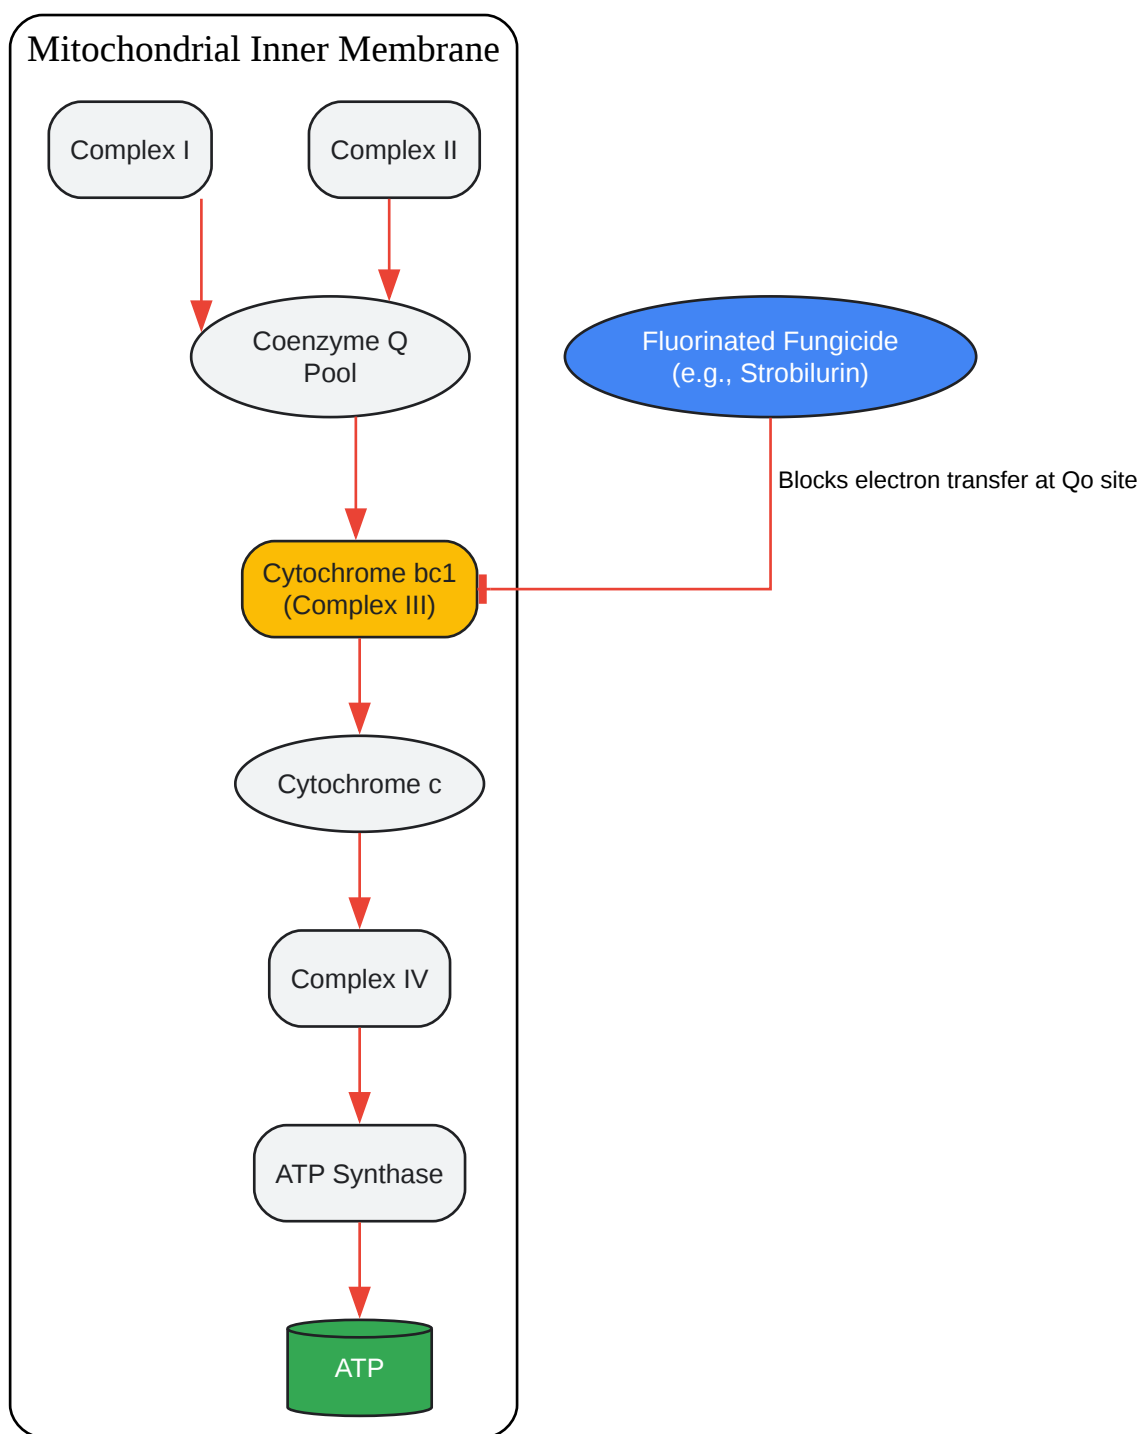 Mitochondrial Inner Membrane
Complex I
Complex II
Coenzyme Q
Pool
Fluorinated Fungicide
(e.g., Strobilurin)
Blocks electron transfer at Qo site
Cytochrome bc1
(Complex III)
Cytochrome c
Complex IV
ATP Synthase
ATP